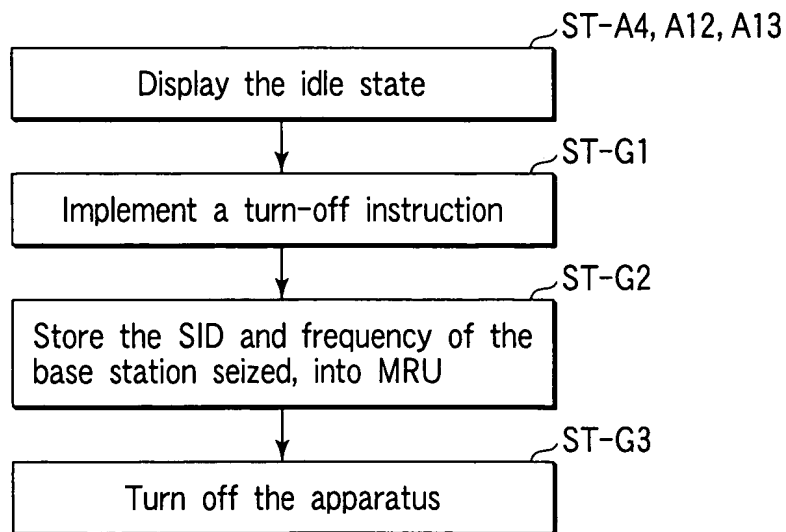 ST-A4, A12, A13
Display the idle state
ST-G1
Implement a turn-off instruction
ST-G2
Store the SID and frequency of the
base station seized, into MRU
ST-G3
Turn off the apparatus